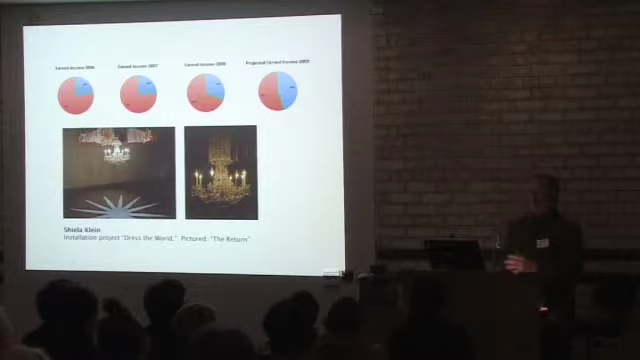 Earned Income 2006
Earned Income 2007
Earned Income 2008
Projected Earned Income 2009
Shiela Klein
Installation project "Dress the World." Pictured: "The Return"